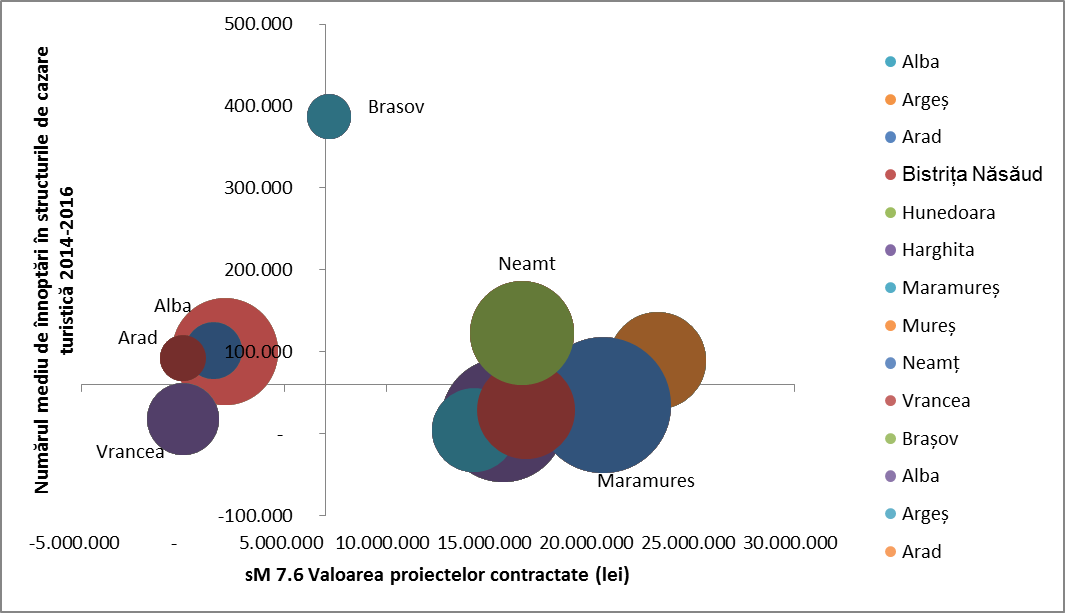 Numărul mediu de înnoptări în structurile de cazare
turistică 2014-2016
500.000
400.000
300.000
200.000
100.000
-
-100.000
Brasov
Neamt
Alba
Arad
Vrancea
Maramures
-5.000.000 - 5.000.000 10.000.000 15.000.000 20.000.000 25.000.000 30.000.000
sM 7.6 Valoarea proiectelor contractate (lei)
Alba
Argeș
Arad
Bistrița Năsăud
Hunedoara
Harghita
Maramureș
Mureș
Neamț
Vrancea
Brașov
Alba
Argeș
Arad